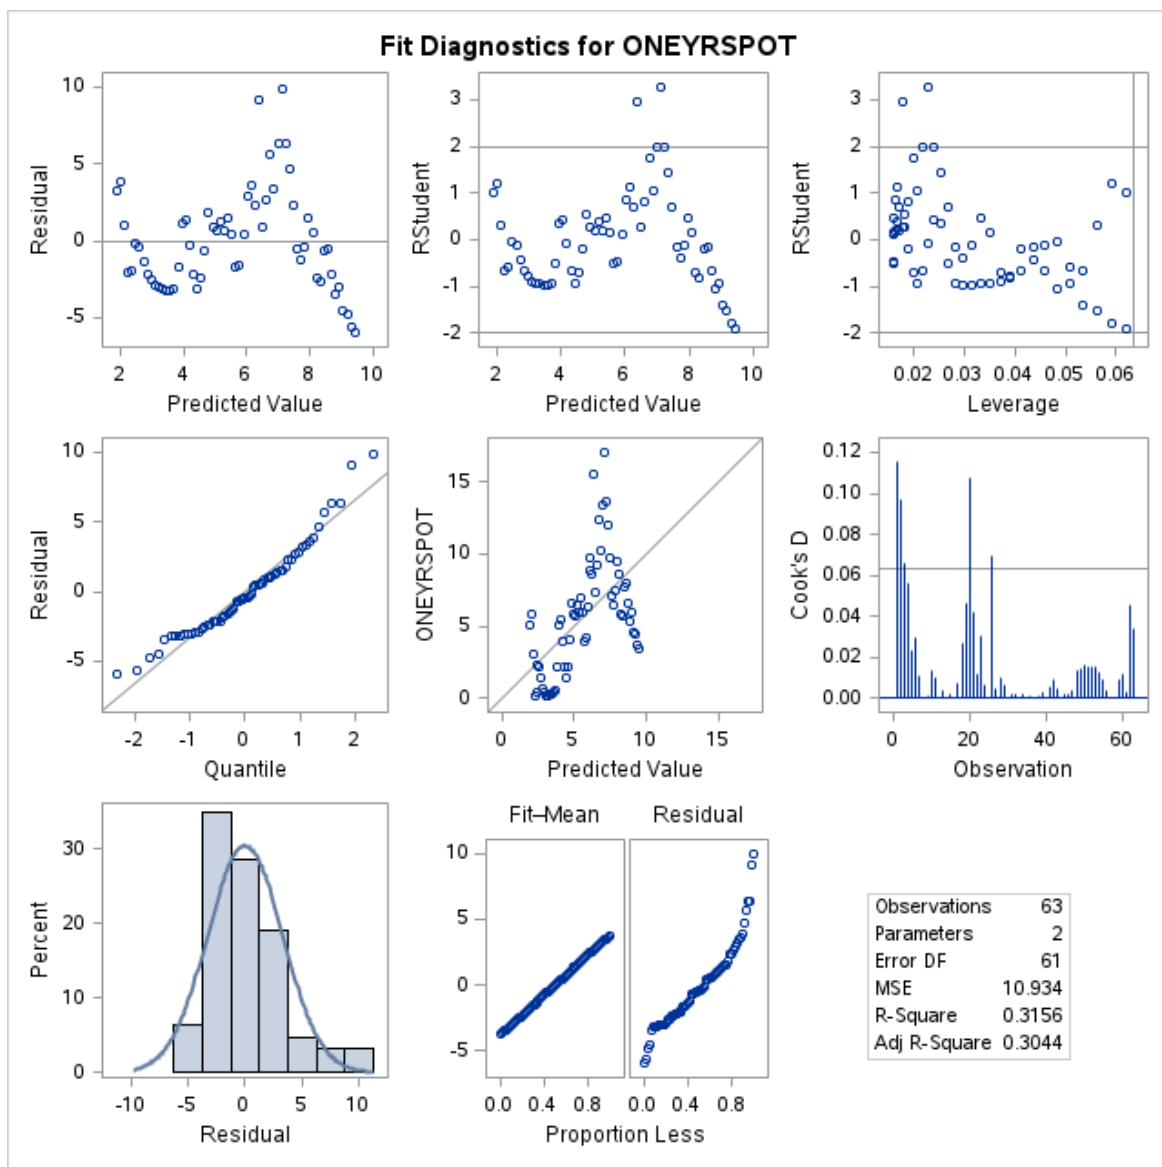 Fit Diagnostics for ONEYRSPOT
Residual
10
5
0
-5
2 4 6 8 10
Predicted Value
RStudent
3
2
1
0
-1
-2
2 4 6 8 10
Predicted Value
RStudent
3
2
1
0
-1
-2
0.02 0.03 0.04 0.05 0.06
Leverage
Residual
10
5
0
-5
-2 -1 0 1 2
Quantile
ONEYRSPOT
15
10
5
0
0 5 10 15
Predicted Value
Cook's D
0.12
0.10
0.08
0.06
0.04
0.02
0.00
0 20 40 60
Observation
Percent
30
20
10
0
-10 -5 0 5 10
Residual
Fit–Mean Residual
10
5
0
-5
0.0 0.4 0.8 0.0 0.4 0.8
Proportion Less
Observations 63
Parameters 2
Error DF 61
MSE 10.934
R-Square 0.3156
Adj R-Square 0.3044